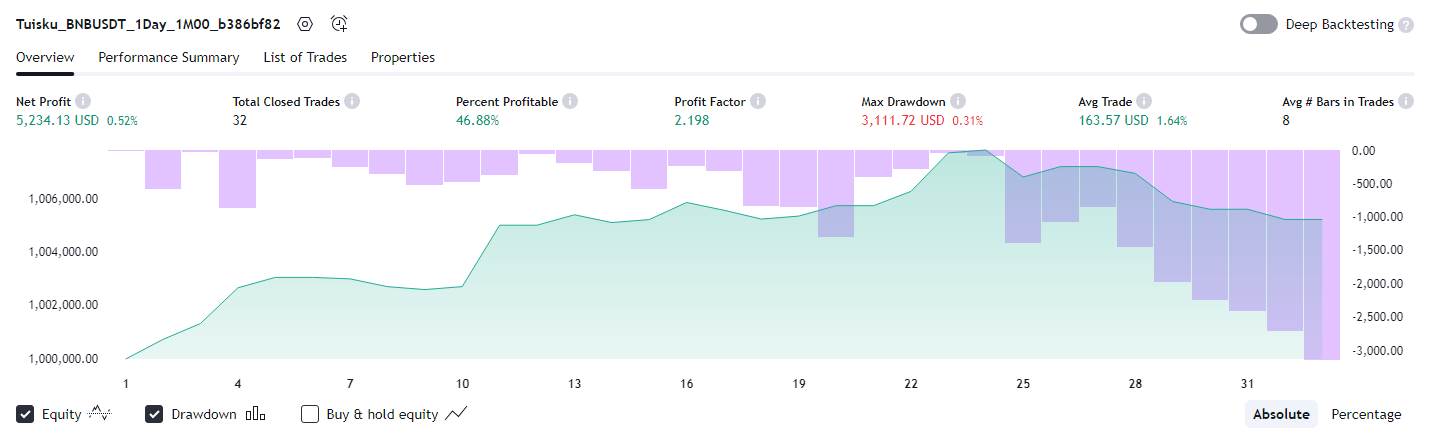 Tuisku_BNBUSDT_1Day_1M00_b386bf82
Deep Backtesting ?
Overview Performance Summary List of Trades Properties
Net Profit Total Closed Trades Percent Profitable Profit Factor Max Drawdown Avg Trade Avg # Bars in Trades
5,234.13 USD 0.52% 32 46.88% 2.198 3,111.72 USD 0.31% 163.57 USD 1.64% 8
0.00
-500.00
1,006,000.00
-1,000.00
1,004,000.00
-1,500.00
-2,000.00
1,002,000.00
-2,500.00
1,000,000.00
-3,000.00
1 4 7 10 13 16 19 22 25 28 31
Equity Drawdown Buy & hold equity Absolute Percentage